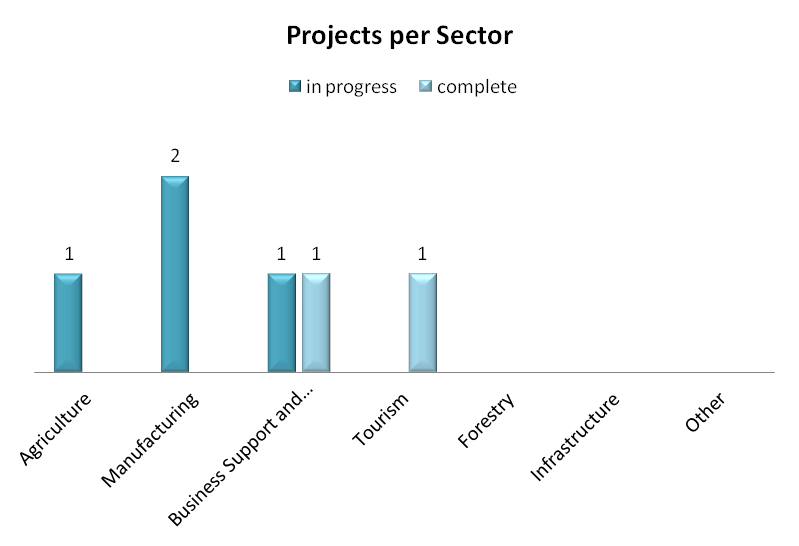 Projects per Sector
in progress complete
2
1 1 1 1
Agriculture
Manufacturing
Business Support and...
Tourism
Forestry
Infrastructure
Other